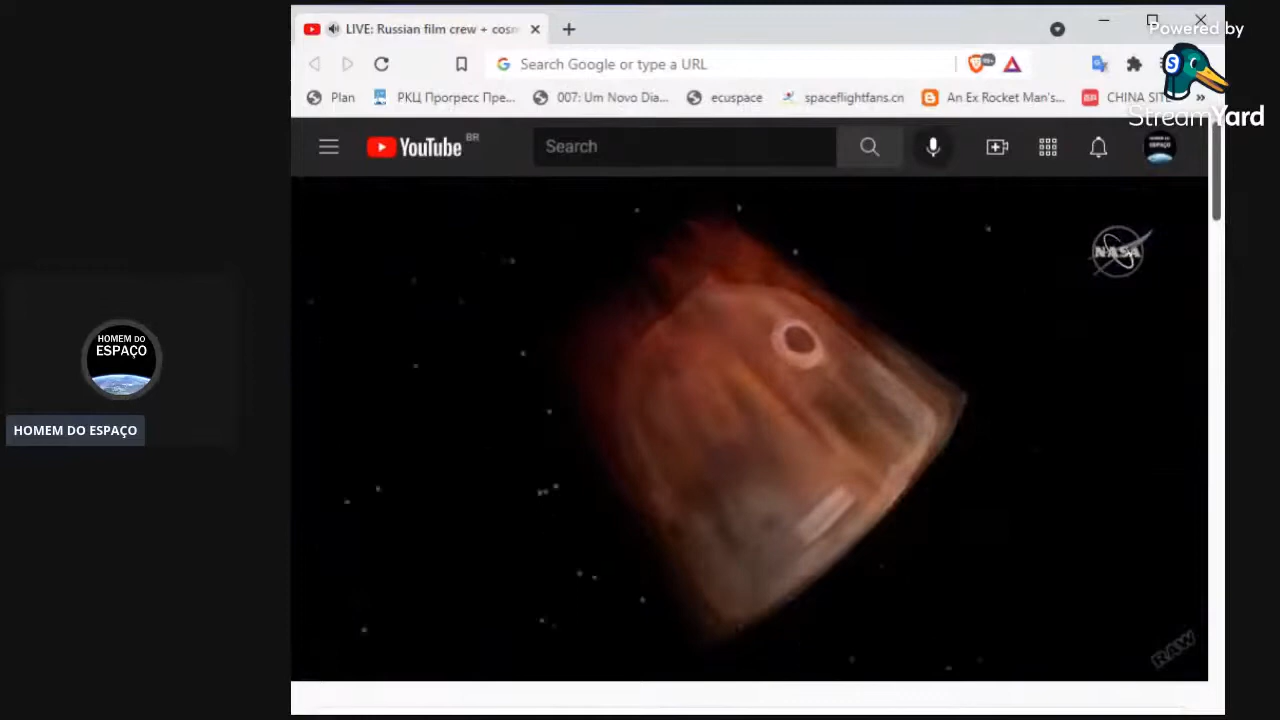 LIVE: Russian film crew + cosm
Powered by
StreamYard
Search Google or type a URL
Plan
РКЦ Прогресс Пре...
007: Um Novo Dia...
ecuspace
spaceflightfans.cn
An Ex Rocket Man's...
CHINA SITE
YouTube BR
Search
NASA
HOMEM DO
ESPAÇO
HOMEM DO ESPAÇO
RAW